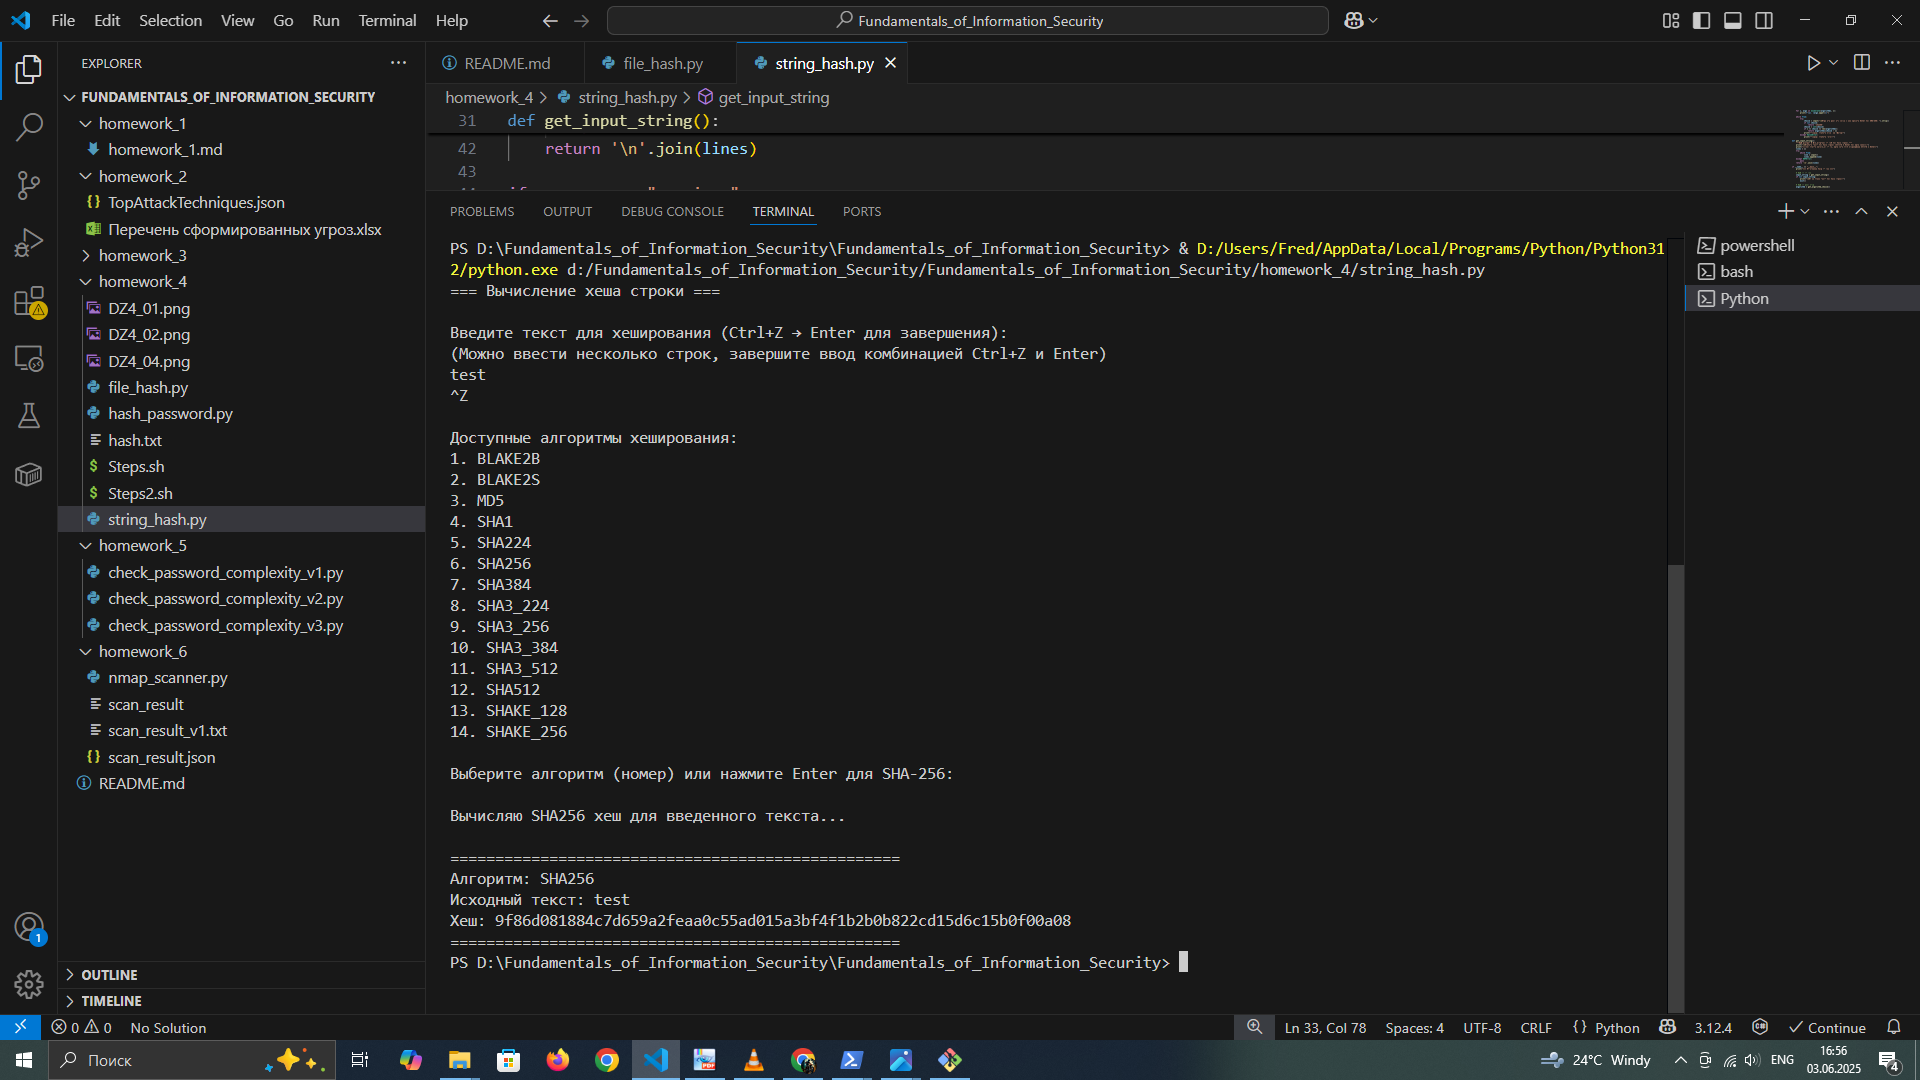 File Edit Selection View Go Run Terminal Help
Fundamentals_of_Information_Security
EXPLORER
FUNDAMENTALS_OF_INFORMATION_SECURITY
homework_1
homework_1.md
homework_2
TopAttackTechniques.json
Перечень сформированных угроз.xlsx
homework_3
homework_4
DZ4_01.png
DZ4_02.png
DZ4_04.png
file_hash.py
hash_password.py
hash.txt
Steps.sh
Steps2.sh
string_hash.py
homework_5
check_password_complexity_v1.py
check_password_complexity_v2.py
check_password_complexity_v3.py
homework_6
nmap_scanner.py
scan_result
scan_result_v1.txt
scan_result.json
README.md
OUTLINE
TIMELINE
README.md file_hash.py string_hash.py
homework_4 > string_hash.py > get_input_string
31 def get_input_string():
42 return '\n'.join(lines)
43
PROBLEMS OUTPUT DEBUG CONSOLE TERMINAL PORTS
PS D:\Fundamentals_of_Information_Security\Fundamentals_of_Information_Security> & D:/Users/Fred/AppData/Local/Programs/Python/Python31
2/python.exe d:/Fundamentals_of_Information_Security/Fundamentals_of_Information_Security/homework_4/string_hash.py
=== Вычисление хеша строки ===
Введите текст для хеширования (Ctrl+Z → Enter для завершения):
(Можно ввести несколько строк, завершите ввод комбинацией Ctrl+Z и Enter)
test
^Z
Доступные алгоритмы хеширования:
1. BLAKE2B
2. BLAKE2S
3. MD5
4. SHA1
5. SHA224
6. SHA256
7. SHA384
8. SHA3_224
9. SHA3_256
10. SHA3_384
11. SHA3_512
12. SHA512
13. SHAKE_128
14. SHAKE_256
Выберите алгоритм (номер) или нажмите Enter для SHA-256:
Вычисляю SHA256 хеш для введенного текста...
==================================================
Алгоритм: SHA256
Исходный текст: test
Хеш: 9f86d081884c7d659a2feaa0c55ad015a3bf4f1b2b0b822cd15d6c15b0f00a08
==================================================
PS D:\Fundamentals_of_Information_Security\Fundamentals_of_Information_Security>
powershell
bash
Python
1
0 0 No Solution
Ln 33, Col 78 Spaces: 4 UTF-8 CRLF {} Python 3.12.4 Continue
Поиск
24°C Windy
ENG
16:56
03.06.2025
4